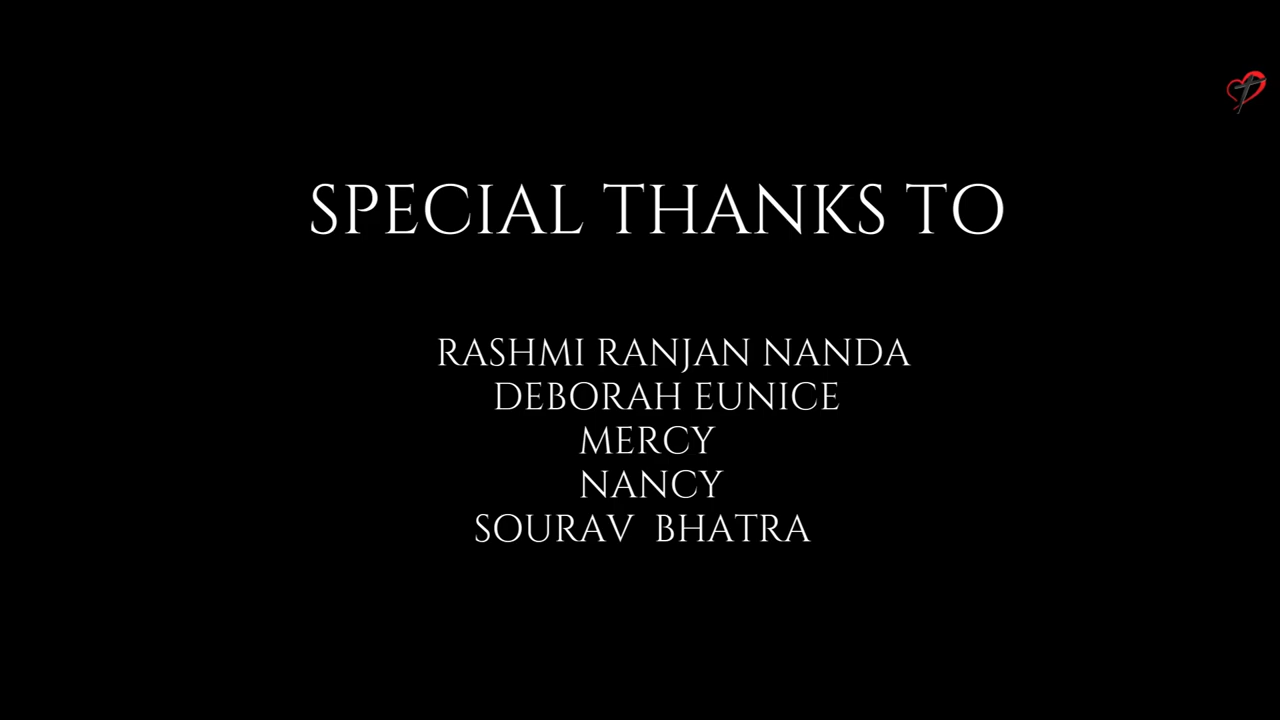 SPECIAL THANKS TO
RASHMI RANJAN NANDA
DEBORAH EUNICE
MERCY
NANCY
SOURAV  BHATRA